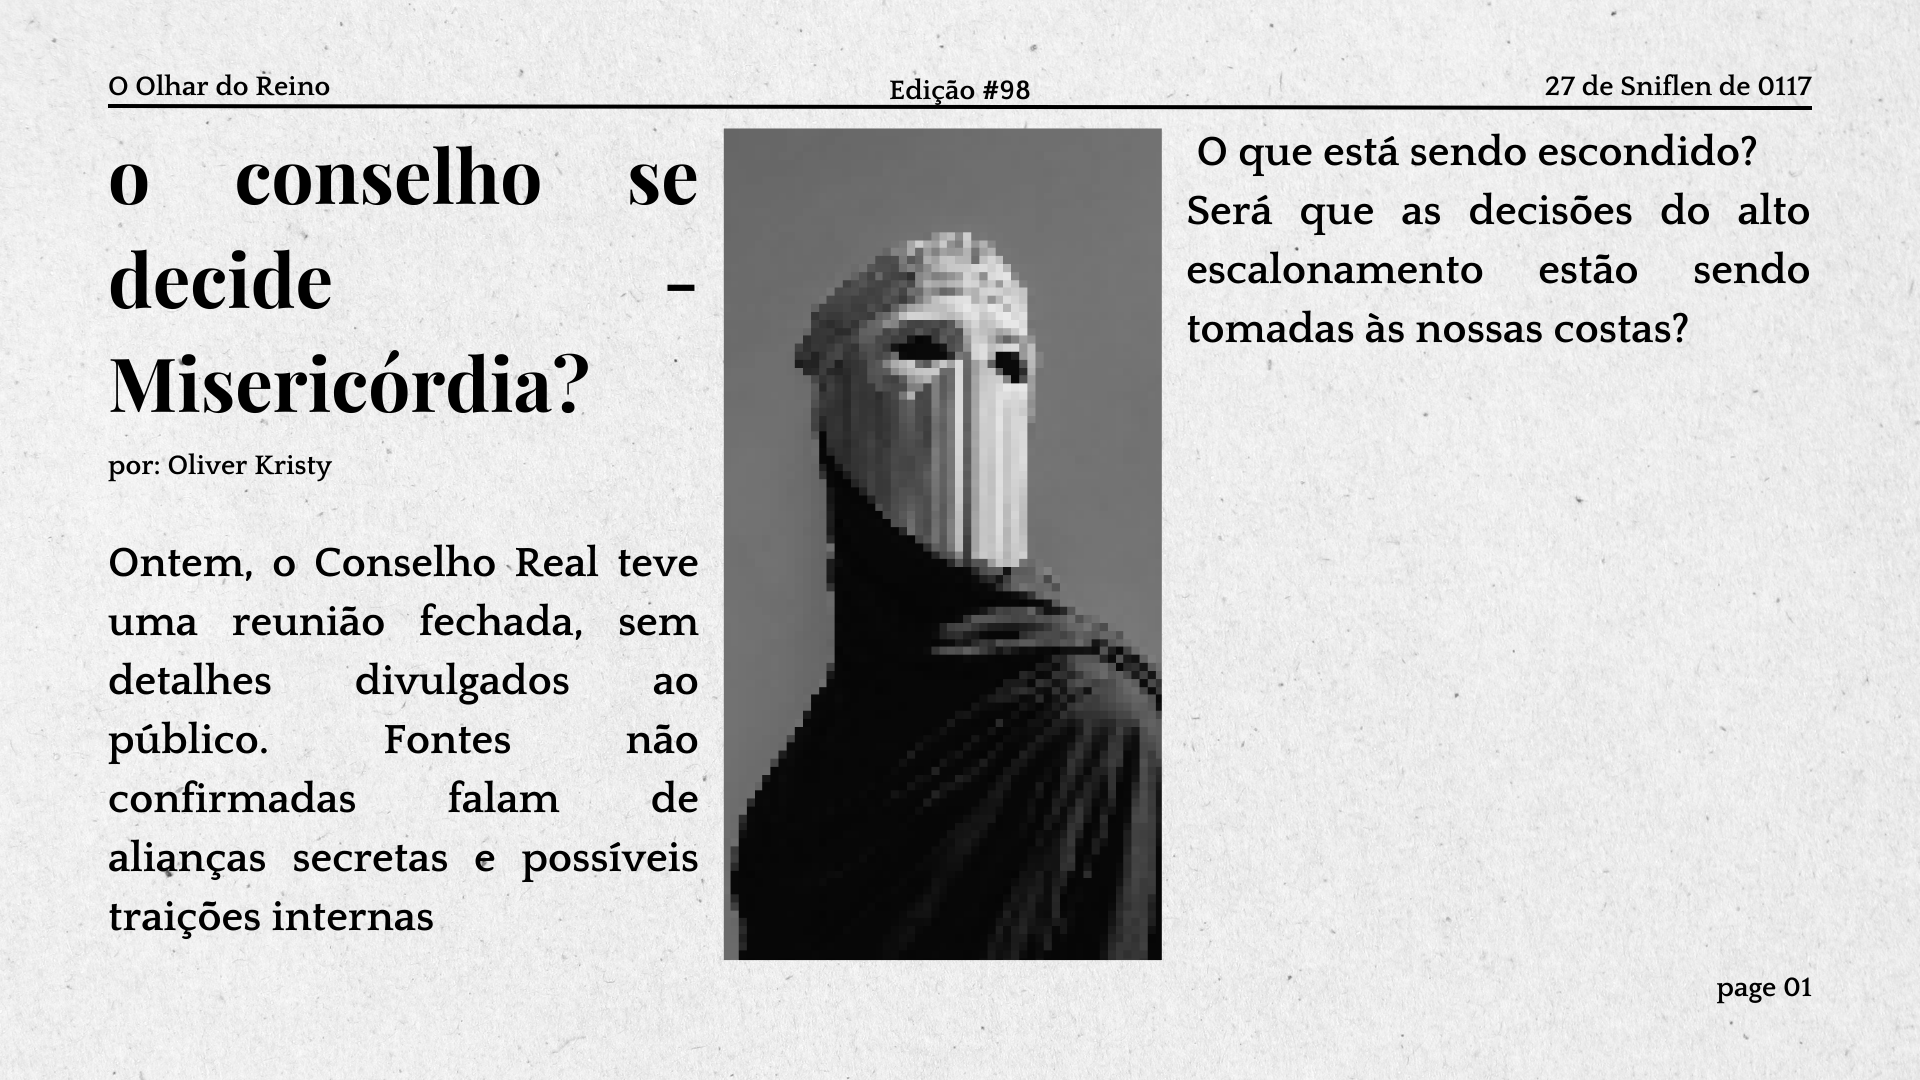 O Olhar do Reino
Edição #98
27 de Sniflen de 0117
o conselho se
decide -
Misericórdia?
por: Oliver Kristy
Ontem, o Conselho Real teve
uma reunião fechada, sem
detalhes divulgados ao
público. Fontes não
confirmadas falam de
alianças secretas e possíveis
traições internas
O que está sendo escondido?
Será que as decisões do alto
escalonamento estão sendo
tomadas às nossas costas?
page 01